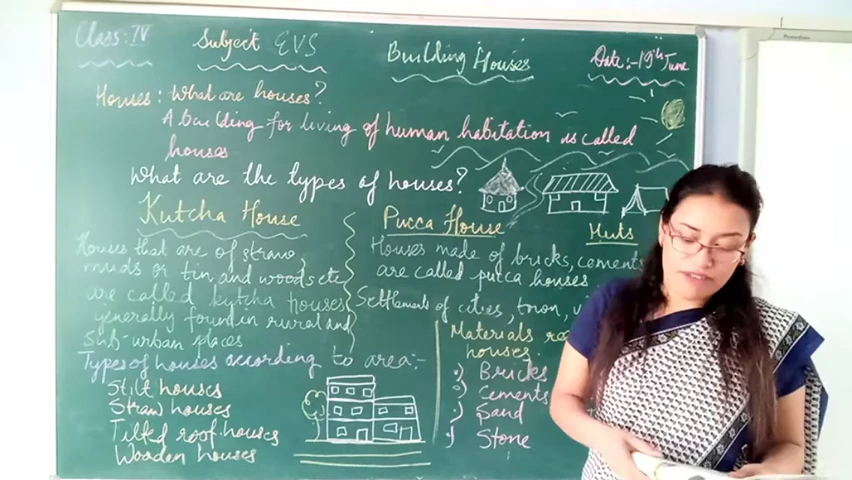 Class: IV
Subject EVS
Building Houses
Date:-19th June
Houses: What are houses?
A building for living of human habitation is called
houses
What are the types of houses?
Kutcha House
Houses that are of straw,
muds or tin, and woods etc
are called kutcha houses
generally found in rural and
sub-urban places
Pucca House
Houses made of bricks, cements
are called pucca houses
Huts
Settlements of cities, town,
Types of houses according to area:-
Stilt houses
Straw houses
Tilted roof houses
Wooden houses
Materials
houses.
Bricks
Cements
Sand
Stone